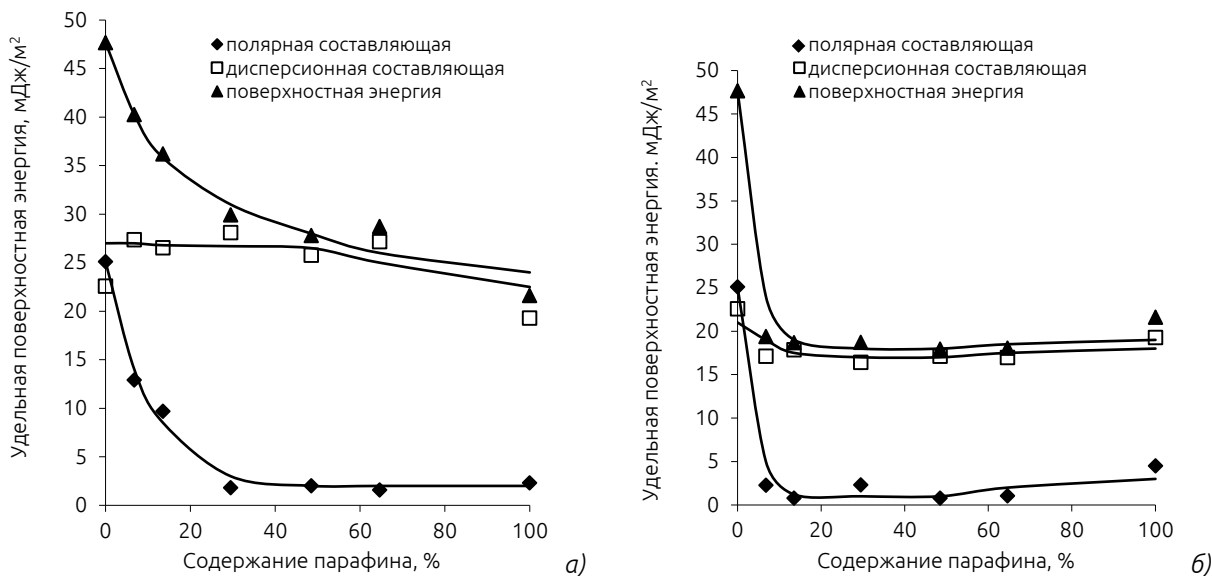 Удельная поверхностная энергия, мДж/м²
50
45
40
35
30
25
20
15
10
5
0
полярная составляющая
дисперсионная составляющая
поверхностная энергия
0 20 40 60 80 100
Содержание парафина, %
а)
Удельная поверхностная энергия. мДж/м²
50
45
40
35
30
25
20
15
10
5
0
полярная составляющая
дисперсионная составляющая
поверхностная энергия
0 20 40 60 80 100
Содержание парафина, %
б)